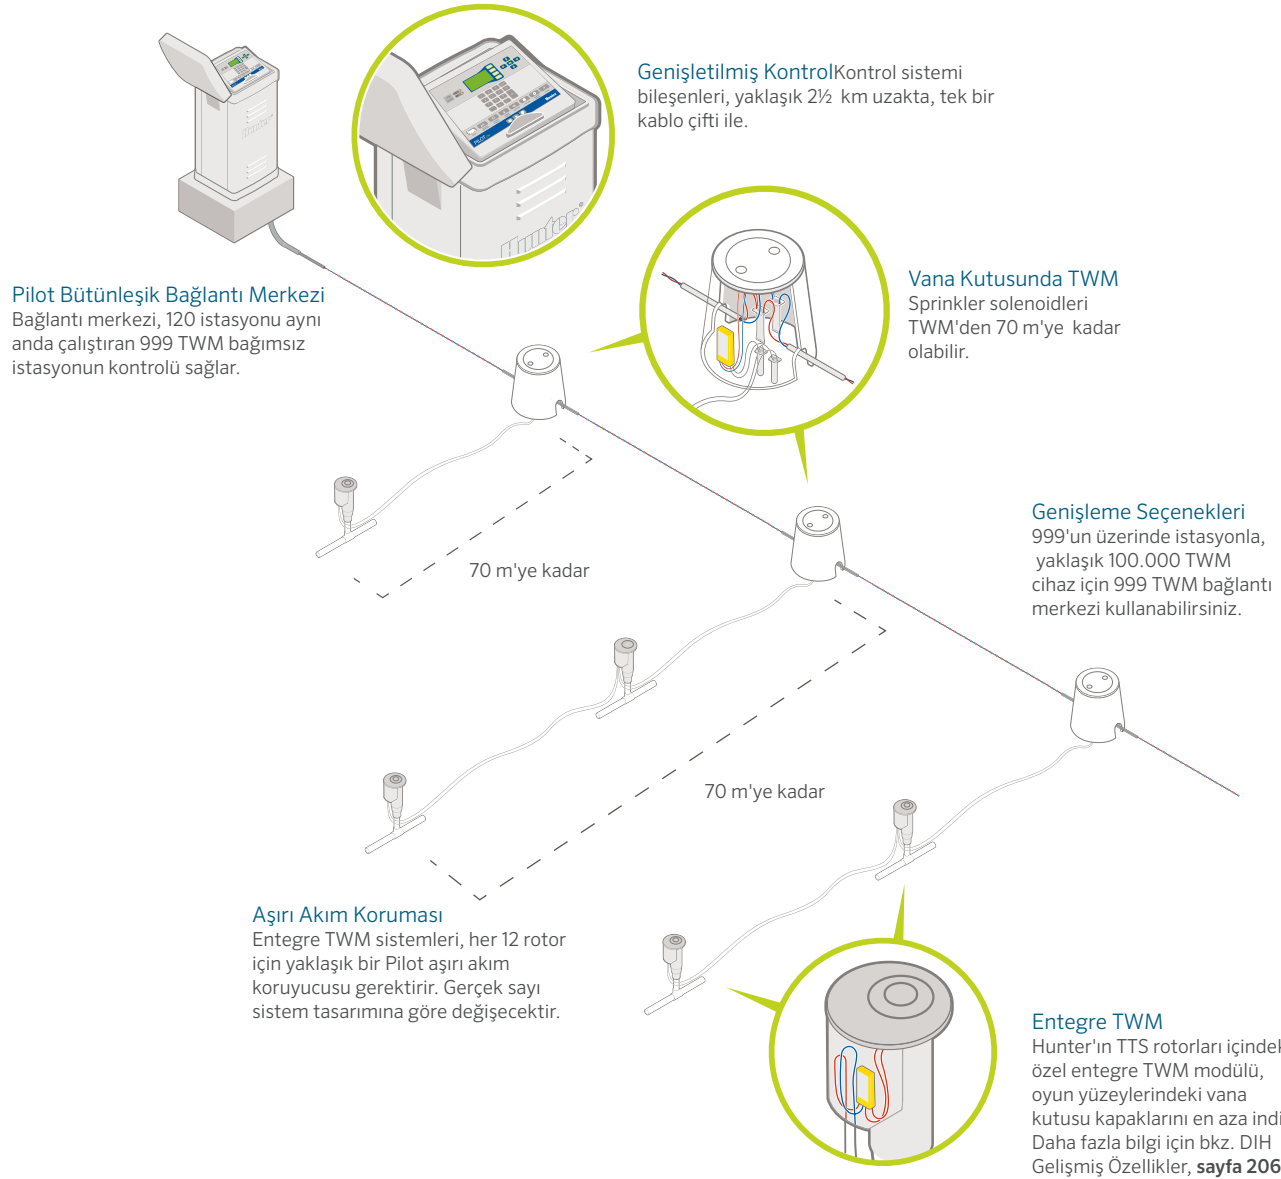 Genişletilmiş KontrolKontrol sistemi
bileşenleri, yaklaşık 2½ km uzakta, tek bir
kablo çifti ile.
PILOT
Hunter
Hunter
Pilot Bütünleşik Bağlantı Merkezi
Bağlantı merkezi, 120 istasyonu aynı
anda çalıştıran 999 TWM bağımsız
istasyonun kontrolü sağlar.
Vana Kutusunda TWM
Sprinkler solenoidleri
TWM'den 70 m'ye kadar
olabilir.
70 m'ye kadar
Genişleme Seçenekleri
999'un üzerinde istasyonla,
yaklaşık 100.000 TWM
cihaz için 999 TWM bağlantı
merkezi kullanabilirsiniz.
70 m'ye kadar
Aşırı Akım Koruması
Entegre TWM sistemleri, her 12 rotor
için yaklaşık bir Pilot aşırı akım
koruyucusu gerektirir. Gerçek sayı
sistem tasarımına göre değişecektir.
Entegre TWM
Hunter'ın TTS rotorları içindek
özel entegre TWM modülü,
oyun yüzeylerindeki vana
kutusu kapaklarını en aza indi
Daha fazla bilgi için bkz. DIH
Gelişmiş Özellikler, sayfa 206